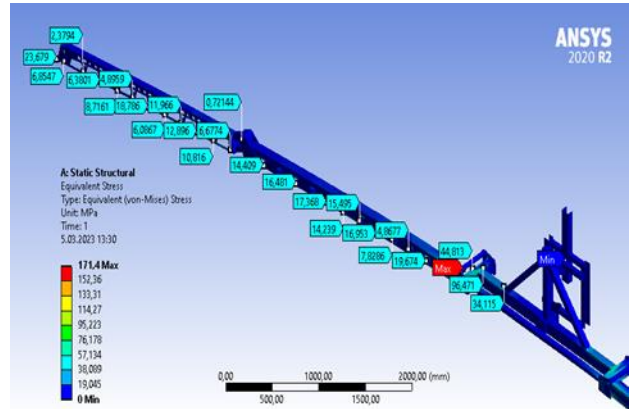 ANSYS
2020 R2
2,3794
23,679
6,8547
6,3801
4,8959
8,7161
18,786
11,966
0,72144
6,0867
12,896
6,6774
10,816
14,409
16,481
17,368
15,495
14,239
16,953
4,8677
7,8286
19,674
44,813
Max
96,471
34,115
Min
A: Static Structural
Equivalent Stress
Type: Equivalent (von-Mises) Stress
Unit: MPa
Time: 1
5.03.2023 13:30
171.4 Max
152,36
133,31
114,27
95,223
76,178
57,134
38,089
19,045
0 Min
0,00 1000,00 2000,00 (mm)
500,00 1500,00